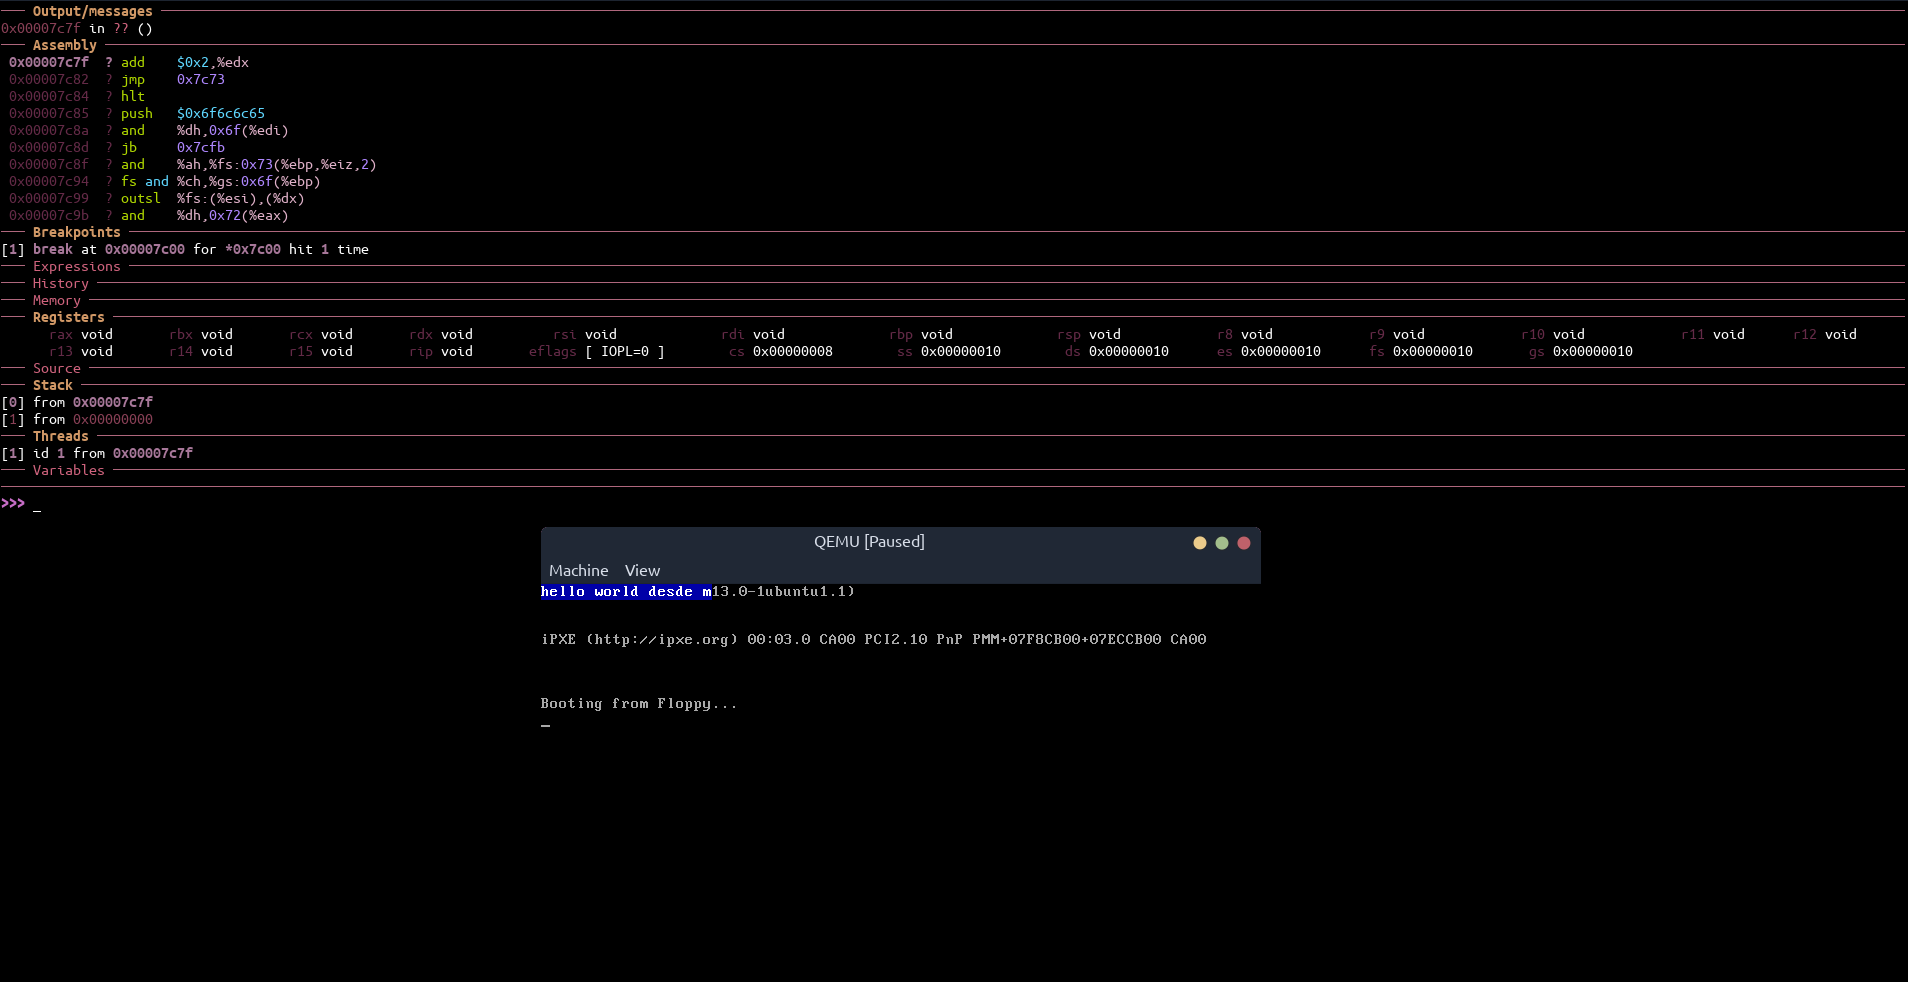 Output/messages
0x00007c7f in ?? ()
Assembly
0x00007c7f ? add $0x2,%edx
0x00007c82 ? jmp 0x7c73
0x00007c84 ? hlt
0x00007c85 ? push $0x6f6c6c65
0x00007c8a ? and %dh,0x6f(%edi)
0x00007c8d ? jb 0x7cfb
0x00007c8f ? and %ah,%fs:0x73(%ebp,%eiz,2)
0x00007c94 ? fs and %ch,%gs:0x6f(%ebp)
0x00007c99 ? outsl %fs:(%esi),(%dx)
0x00007c9b ? and %dh,0x72(%eax)
Breakpoints
[1] break at 0x00007c00 for *0x7c00 hit 1 time
Expressions
History
Memory
Registers
rax void rbx void rcx void rdx void rsi void rdi void rbp void rsp void r8 void r9 void r10 void r11 void r12 void
r13 void r14 void r15 void rip void eflags [ IOPL=0 ] cs 0x00000008 ss 0x00000010 ds 0x00000010 es 0x00000010 fs 0x00000010 gs 0x00000010
Source
Stack
[0] from 0x00007c7f
[1] from 0x00000000
Threads
[1] id 1 from 0x00007c7f
Variables
>>> _
QEMU [Paused]
Machine View
hello world desde m13.0-1ubuntu1.1)
iPXE (http://ipxe.org) 00:03.0 CA00 PCI2.10 PnP PMM+07F8CB00+07ECCB00 CA00
Booting from Floppy...
_